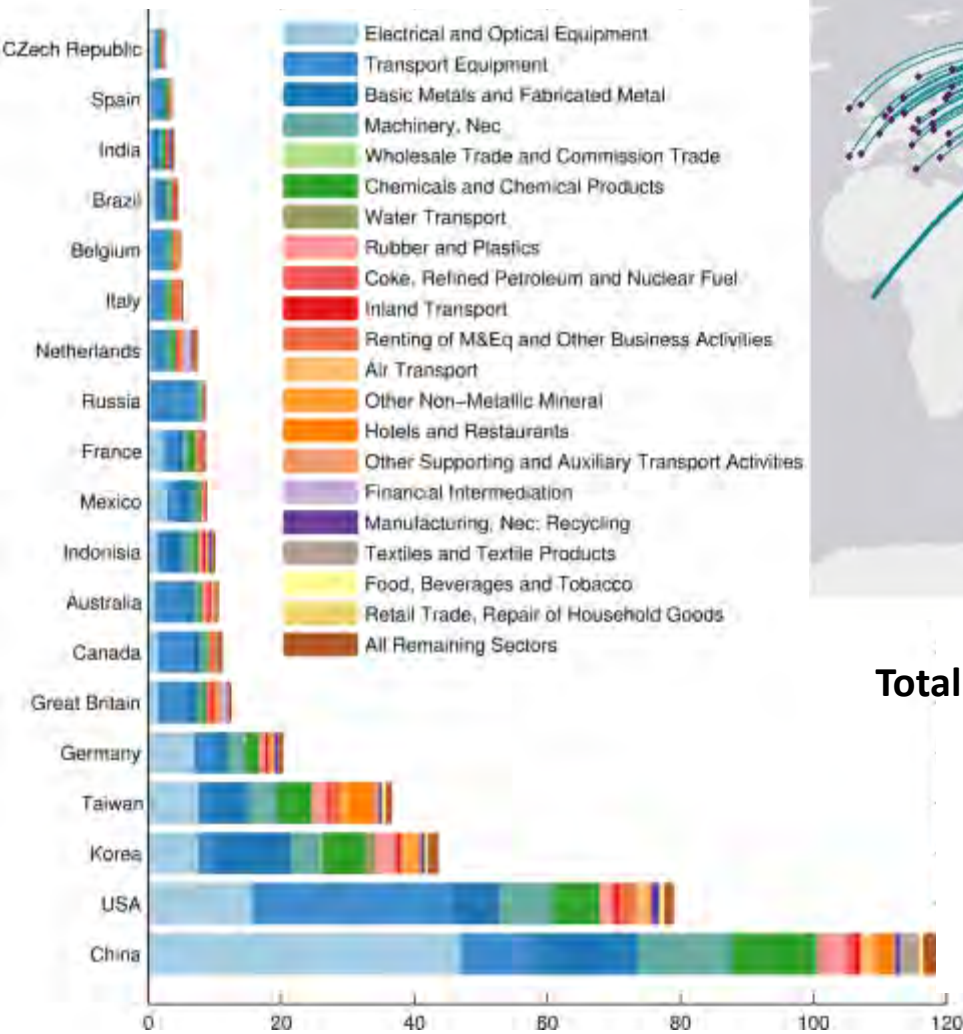 CZech Republic
Spain
India
Brazil
Belgium
Italy
Netherlands
Russia
France
Mexico
Indonisia
Australia
Canada
Great Britain
Germany
Taiwan
Korea
USA
China
Electrical and Optical Equipment
Transport Equipment
Basic Metals and Fabricated Metal
Machinery, Nec
Wholesale Trade and Commission Trade
Chemicals and Chemical Products
Water Transport
Rubber and Plastics
Coke, Refined Petroleum and Nuclear Fuel
Inland Transport
Renting of M&Eq and Other Business Activities
Air Transport
Other Non-Metallic Mineral
Hotels and Restaurants
Other Supporting and Auxiliary Transport Activities
Financial Intermediation
Manufacturing, Nec; Recycling
Textiles and Textile Products
Food, Beverages and Tobacco
Retail Trade, Repair of Household Goods
All Remaining Sectors
Total
0 20 40 60 80 100 120